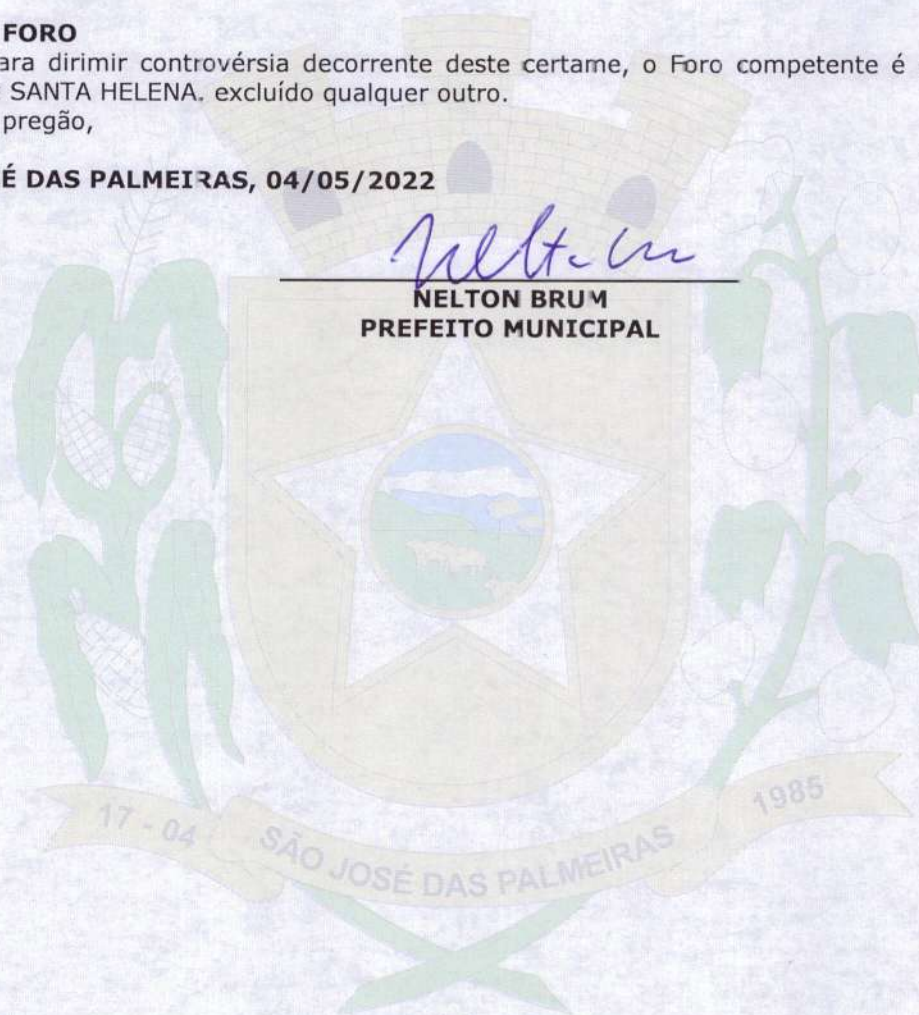 FORO
ara dirimir controvérsia decorrente deste certame, o Foro competente é
SANTA HELENA, excluído qualquer outro.
pregão,
É DAS PALMEIRAS, 04/05/2022
NELTON BRUM
PREFEITO MUNICIPAL
17 - 04
SÃO JOSÉ DAS PALMEIRAS
1985